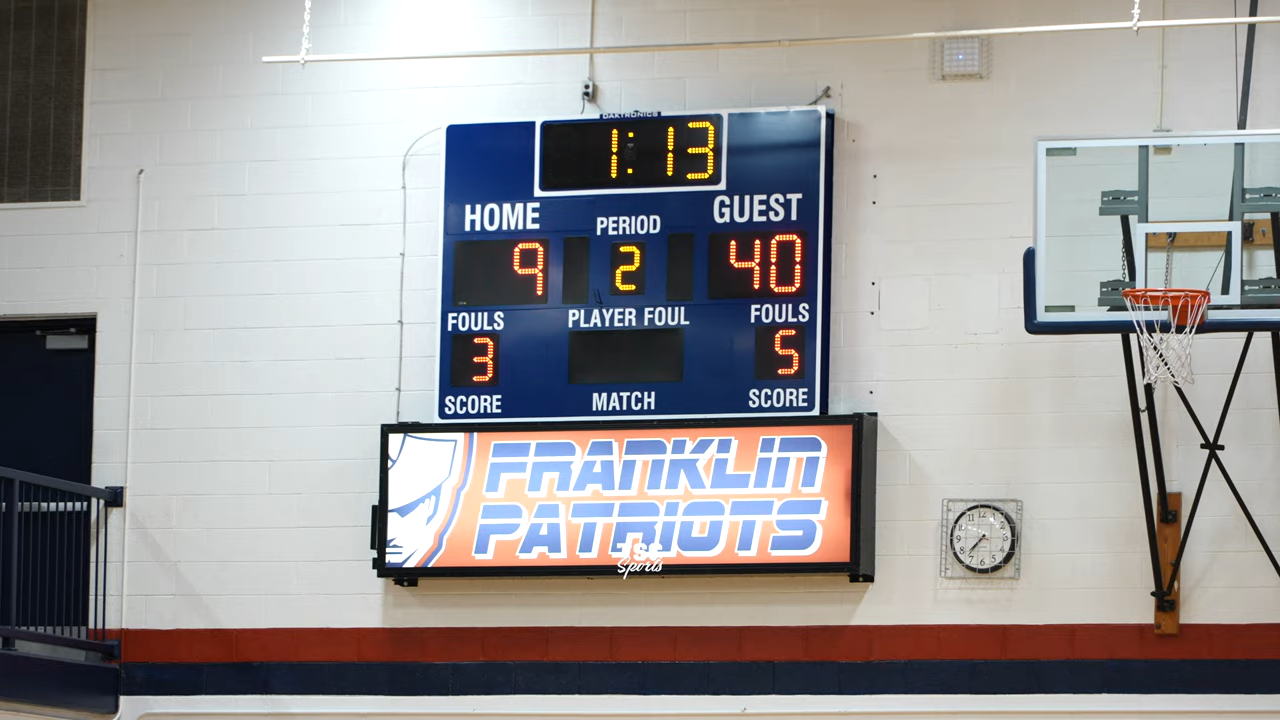 DAKTRONICS
1:13
HOME PERIOD GUEST
9 2 40
FOULS PLAYER FOUL FOULS
3 5
SCORE MATCH SCORE
FRANKLIN
PATRIOTS
Sports
12